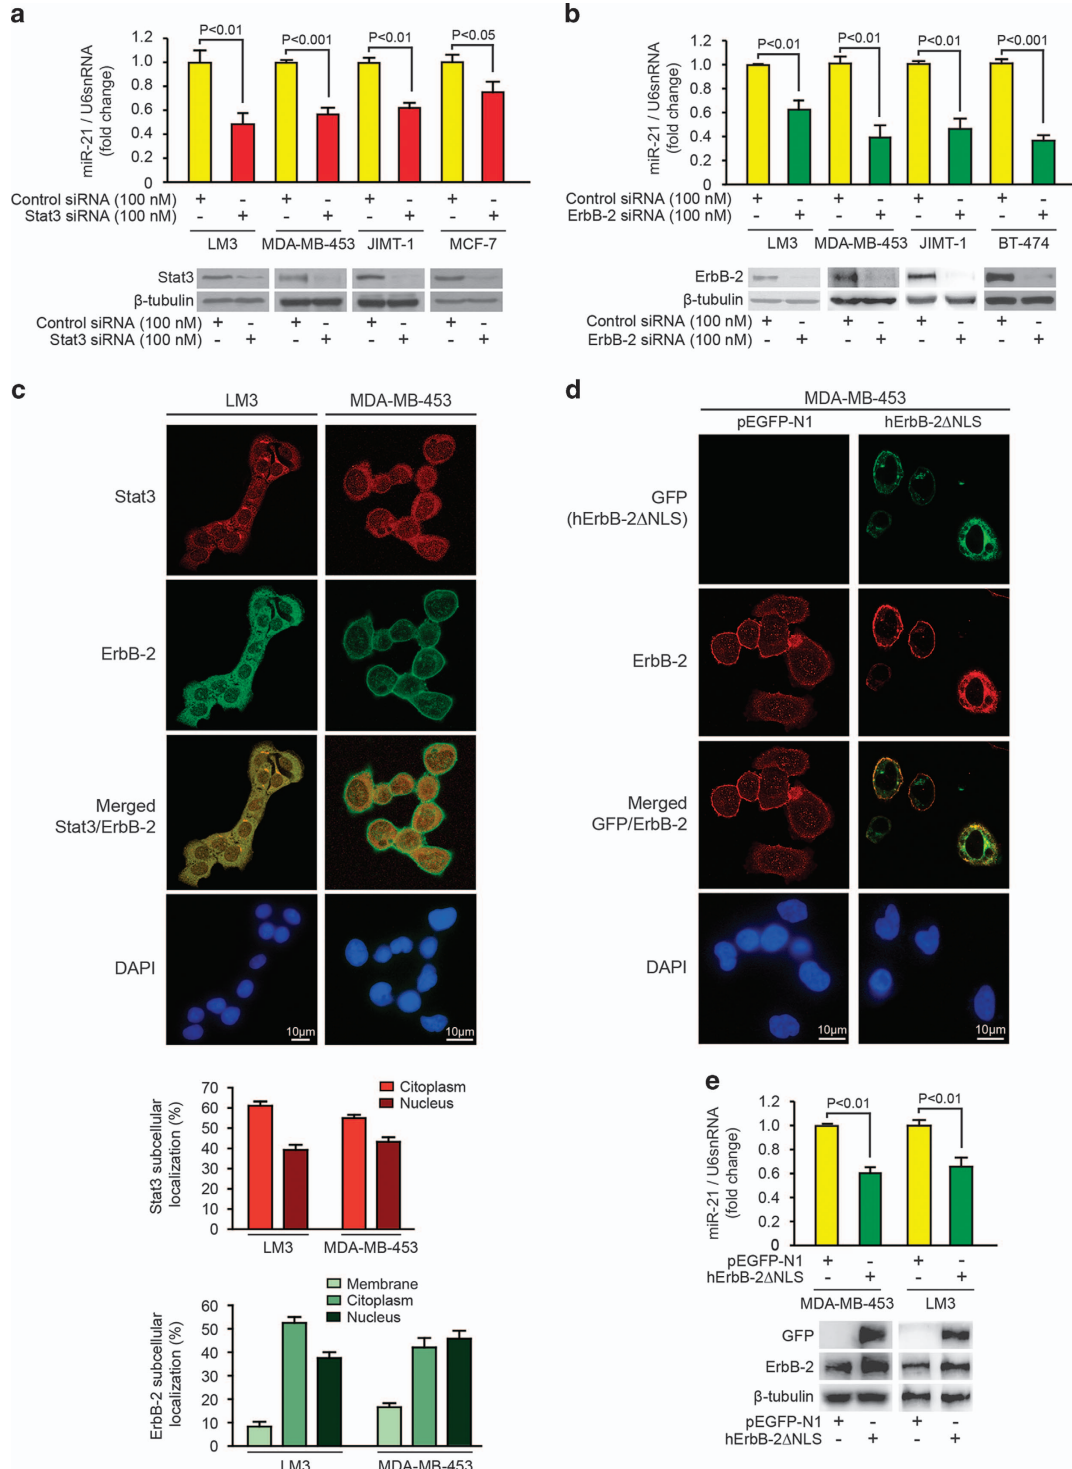 a
miR-21 / U6snRNA
(fold change)
1.2
1.0
0.8
0.6
0.4
0.2
0
P<0.01
P<0.001
P<0.01
P<0.05
Control siRNA (100 nM) + - + - + - + -
Stat3 siRNA (100 nM) - + - + - + - +
LM3 MDA-MB-453 JIMT-1 MCF-7
Stat3
β-tubulin
Control siRNA (100 nM) + - + - + - + -
Stat3 siRNA (100 nM) - + - + - + - +
b
miR-21 / U6snRNA
(fold change)
1.2
1.0
0.8
0.6
0.4
0.2
0
P<0.01
P<0.01
P<0.01
P<0.001
Control siRNA (100 nM) + - + - + - + -
ErbB-2 siRNA (100 nM) - + - + - + - +
LM3 MDA-MB-453 JIMT-1 BT-474
ErbB-2
β-tubulin
Control siRNA (100 nM) + - + - + - + -
ErbB-2 siRNA (100 nM) - + - + - + - +
c
LM3 MDA-MB-453
Stat3
ErbB-2
Merged
Stat3/ErbB-2
DAPI
10µm 10µm
Stat3 subcellular
localization (%)
70
60
50
40
30
20
10
0
Citoplasm
Nucleus
LM3 MDA-MB-453
ErbB-2 subcellular
localization (%)
60
50
40
30
20
10
0
Membrane
Citoplasm
Nucleus
LM3 MDA-MB-453
d
MDA-MB-453
pEGFP-N1 hErbB-2ΔNLS
GFP
(hErbB-2ΔNLS)
ErbB-2
Merged
GFP/ErbB-2
DAPI
10µm 10µm
e
miR-21 / U6snRNA
(fold change)
1.2
1.0
0.8
0.6
0.4
0.2
0
P<0.01
P<0.01
pEGFP-N1 + - + -
hErbB-2ΔNLS - + - +
MDA-MB-453 LM3
GFP
ErbB-2
β-tubulin
pEGFP-N1 + - + -
hErbB-2ΔNLS - + - +